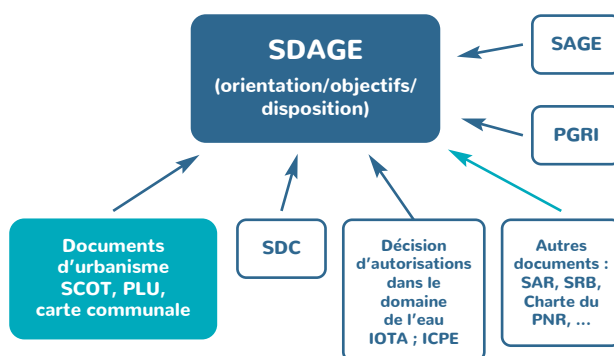 SDAGE
(orientation/objectifs/
disposition)
SAGE
PGRI
Documents
d'urbanisme
SCOT, PLU,
carte communale
SDC
Décision
d'autorisations
dans le
domaine
de l'eau
IOTA ; ICPE
Autres
documents :
SAR, SRB,
Charte du
PNR, ...